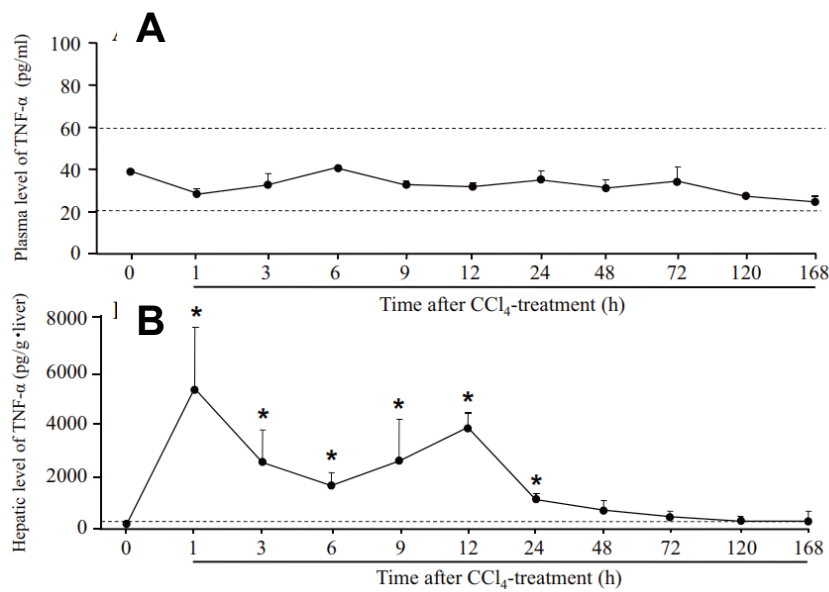 A
Plasma level of TNF-α (pg/ml)
100
80
60
40
20
0
0 1 3 6 9 12 24 48 72 120 168
Time after CCl₄-treatment (h)
B
Hepatic level of TNF-α (pg/g•liver)
8000
6000
4000
2000
0
* * * * * *
0 1 3 6 9 12 24 48 72 120 168
Time after CCl₄-treatment (h)